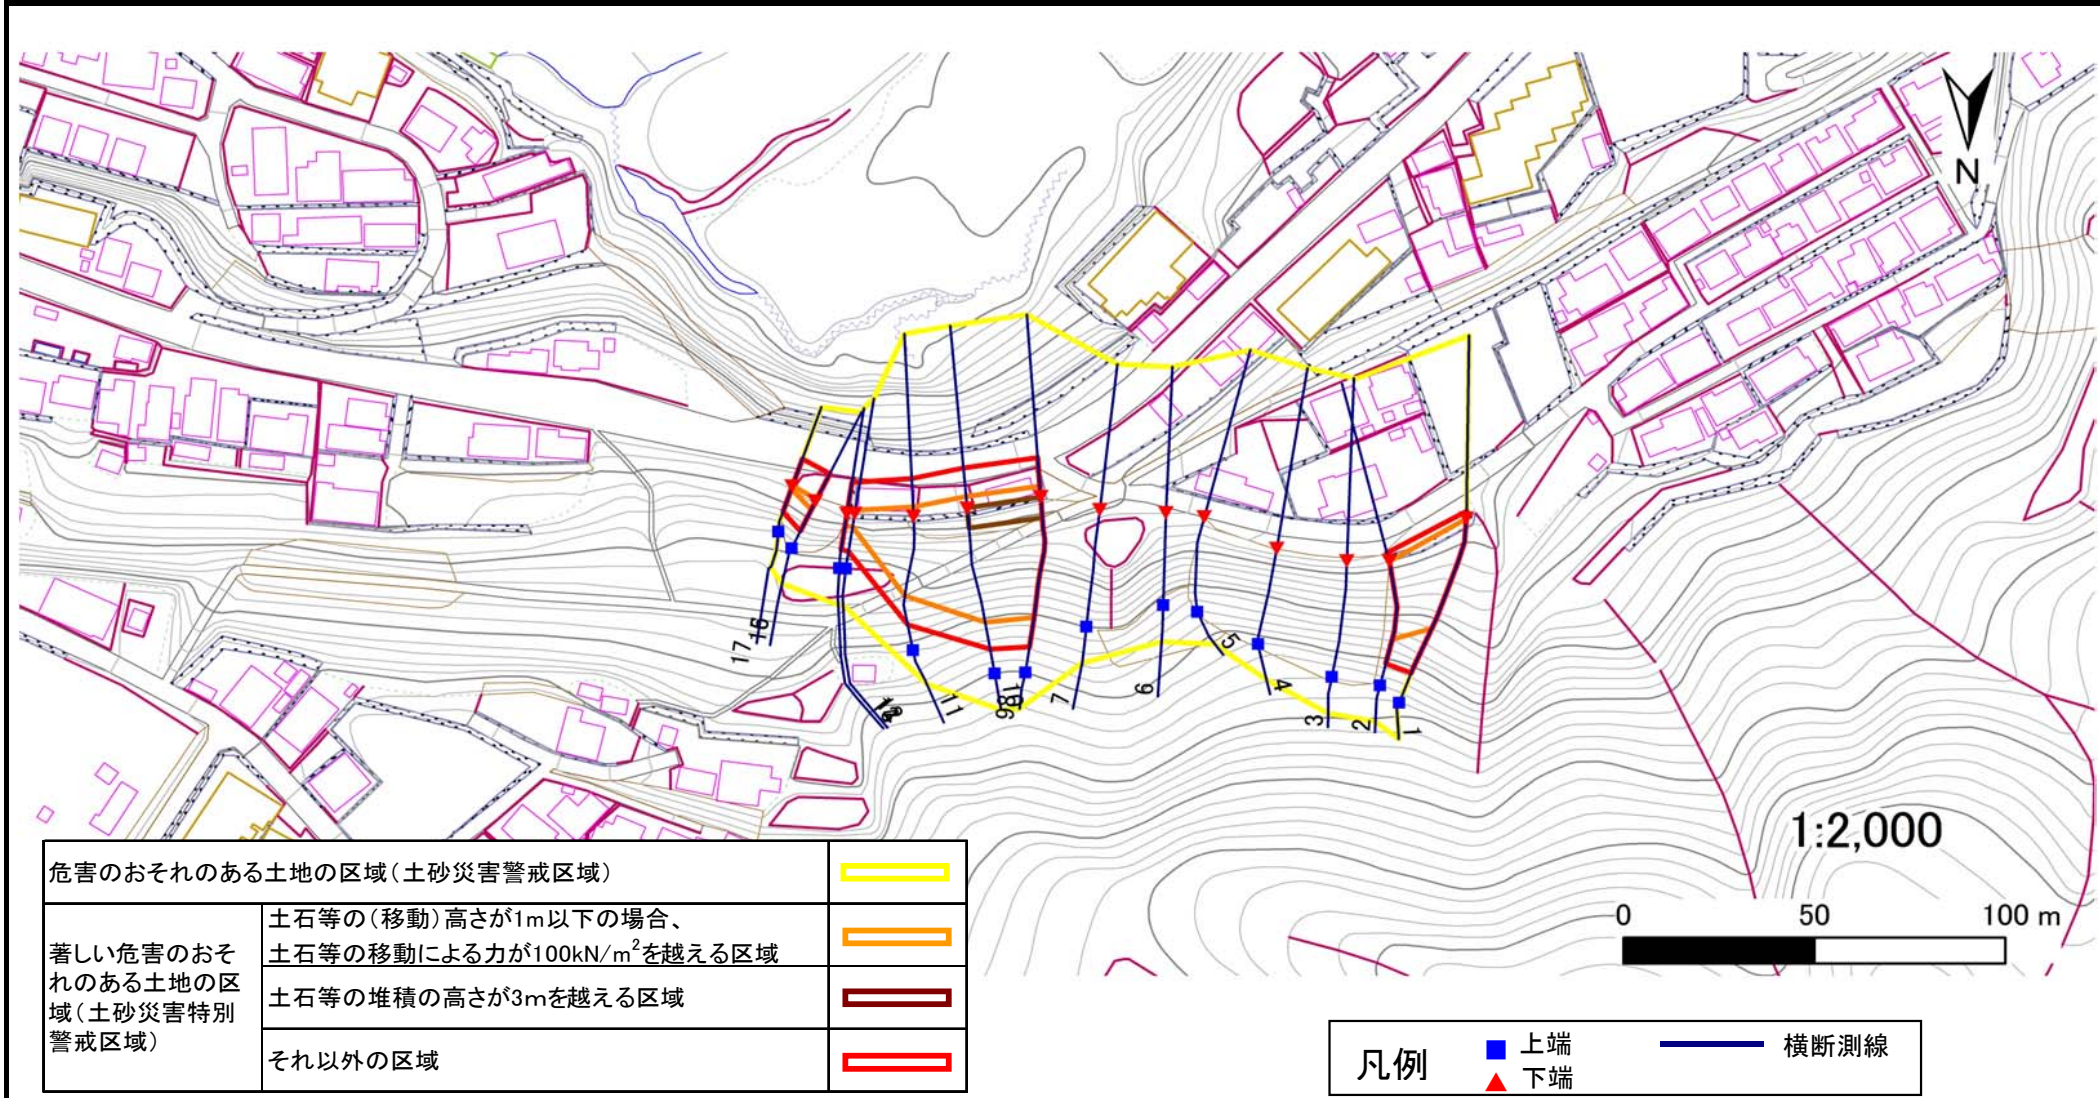 N
17
16
11
7
6
5
4
3
2
1
1:2,000
0 50 100 m
危害のおそれのある土地の区域（土砂災害警戒区域）
著しい危害のおそ
れのある土地の区
域（土砂災害特別
警戒区域）
土石等の（移動）高さが1m以下の場合、
土石等の移動による力が100kN/m²を越える区域
土石等の堆積の高さが3mを越える区域
それ以外の区域
凡例
上端
下端
横断測線